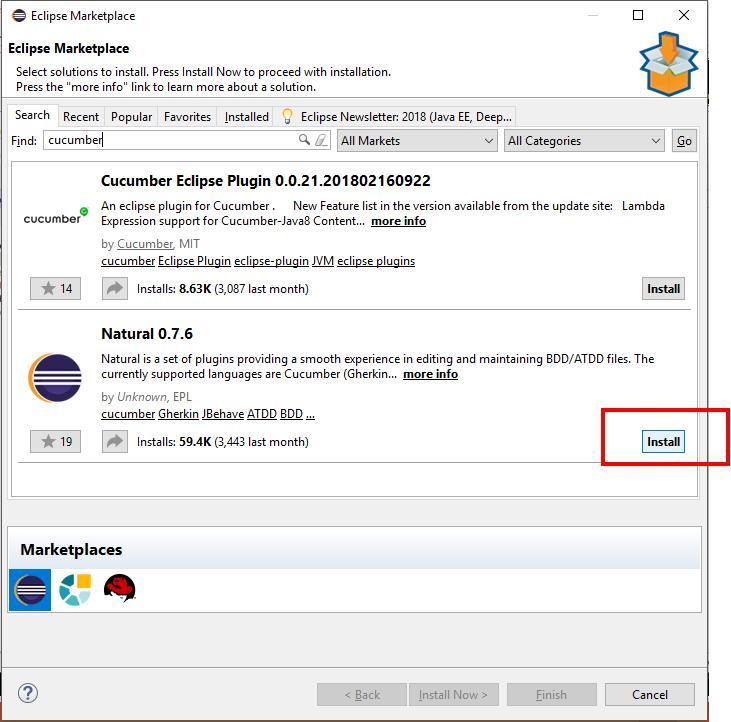 Eclipse Marketplace
Eclipse Marketplace
Select solutions to install. Press Install Now to proceed with installation.
Press the "more info" link to learn more about a solution.
Search Recent Popular Favorites Installed Eclipse Newsletter: 2018 (Java EE, Deep...
Find: cucumber All Markets All Categories Go
Cucumber Eclipse Plugin 0.0.21.201802160922
cucumber
An eclipse plugin for Cucumber . New Feature list in the version available from the update site: Lambda
Expression support for Cucumber-Java8 Content... more info
by Cucumber, MIT
cucumber Eclipse Plugin eclipse-plugin JVM eclipse plugins
14 Installs: 8.63K (3,087 last month) Install
Natural 0.7.6
Natural is a set of plugins providing a smooth experience in editing and maintaining BDD/ATDD files. The
currently supported languages are Cucumber (Gherkin... more info
by Unknown, EPL
cucumber Gherkin JBehave ATDD BDD ...
19 Installs: 59.4K (3,443 last month) Install
Marketplaces
? < Back Install Now > Finish Cancel